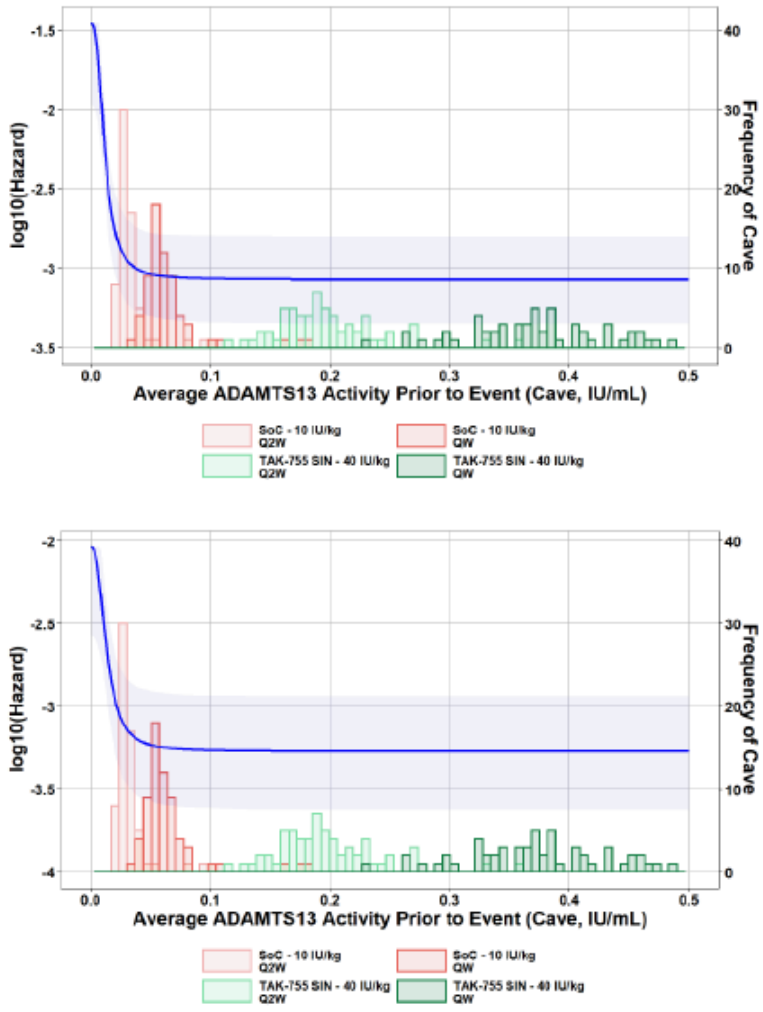 -1.5
-2
-2.5
-3
-3.5
log10(Hazard)
40
30
20
10
0
Frequency of Cave
0.0 0.1 0.2 0.3 0.4 0.5
Average ADAMTS13 Activity Prior to Event (Cave, IU/mL)
SoC - 10 IU/kg
Q2W
SoC - 10 IU/kg
QW
TAK-755 SIN - 40 IU/kg
Q2W
TAK-755 SIN - 40 IU/kg
QW
-2
-2.5
-3
-3.5
-4
log10(Hazard)
40
30
20
10
0
Frequency of Cave
0.0 0.1 0.2 0.3 0.4 0.5
Average ADAMTS13 Activity Prior to Event (Cave, IU/mL)
SoC - 10 IU/kg
Q2W
SoC - 10 IU/kg
QW
TAK-755 SIN - 40 IU/kg
Q2W
TAK-755 SIN - 40 IU/kg
QW